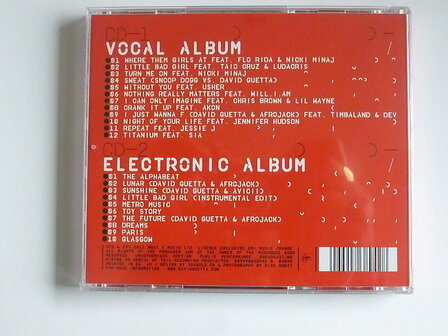 CD-1
VOCAL ALBUM
01 WHERE THEM GIRLS AT FEAT. FLO RIDA & NICKI MINAJ
02 LITTLE BAD GIRL FEAT. TAIO CRUZ & LUDACRIS
03 TURN ME ON FEAT. NICKI MINAJ
04 SWEAT (SNOOP DOGG VS. DAVID GUETTA)
05 WITHOUT YOU FEAT. USHER
06 NOTHING REALLY MATTERS FEAT. WILL.I.AM
07 I CAN ONLY IMAGINE FEAT. CHRIS BROWN & LIL WAYNE
08 CRANK IT UP FEAT. AKON
09 I JUST WANNA F (DAVID GUETTA & AFROJACK) FEAT. TIMBALAND & DEV
10 NIGHT OF YOUR LIFE FEAT. JENNIFER HUDSON
11 REPEAT FEAT. JESSIE J
12 TITANIUM FEAT. SIA
CD-2
ELECTRONIC ALBUM
01 THE ALPHABEAT
02 LUNAR (DAVID GUETTA & AFROJACK)
03 SUNSHINE (DAVID GUETTA & AVICII)
04 LITTLE BAD GIRL (INSTRUMENTAL EDIT)
05 METRO MUSIC
06 TOY STORY
07 THE FUTURE (DAVID GUETTA & AFROJACK)
08 DREAMS
09 PARIS
10 GLASGOW